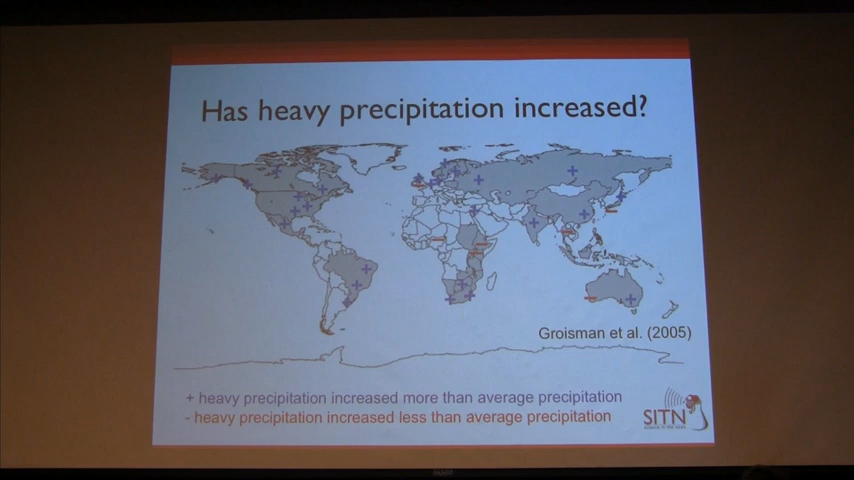 Has heavy precipitation increased?
Groisman et al. (2005)
+ heavy precipitation increased more than average precipitation
- heavy precipitation increased less than average precipitation
SITN